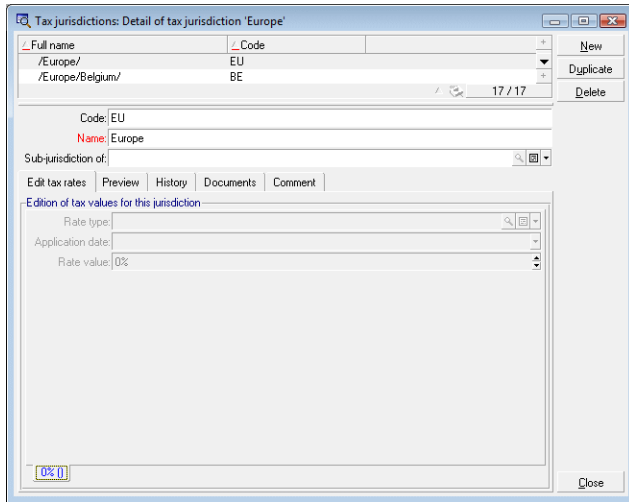 Tax jurisdictions: Detail of tax jurisdiction 'Europe'
Full name Code
/Europe/ EU
/Europe/Belgium/ BE
17 / 17
New
Duplicate
Delete
Code: EU
Name: Europe
Sub-jurisdiction of:
Edit tax rates Preview History Documents Comment
Edition of tax values for this jurisdiction
Rate type:
Application date:
Rate value: 0%
0% ()
Close